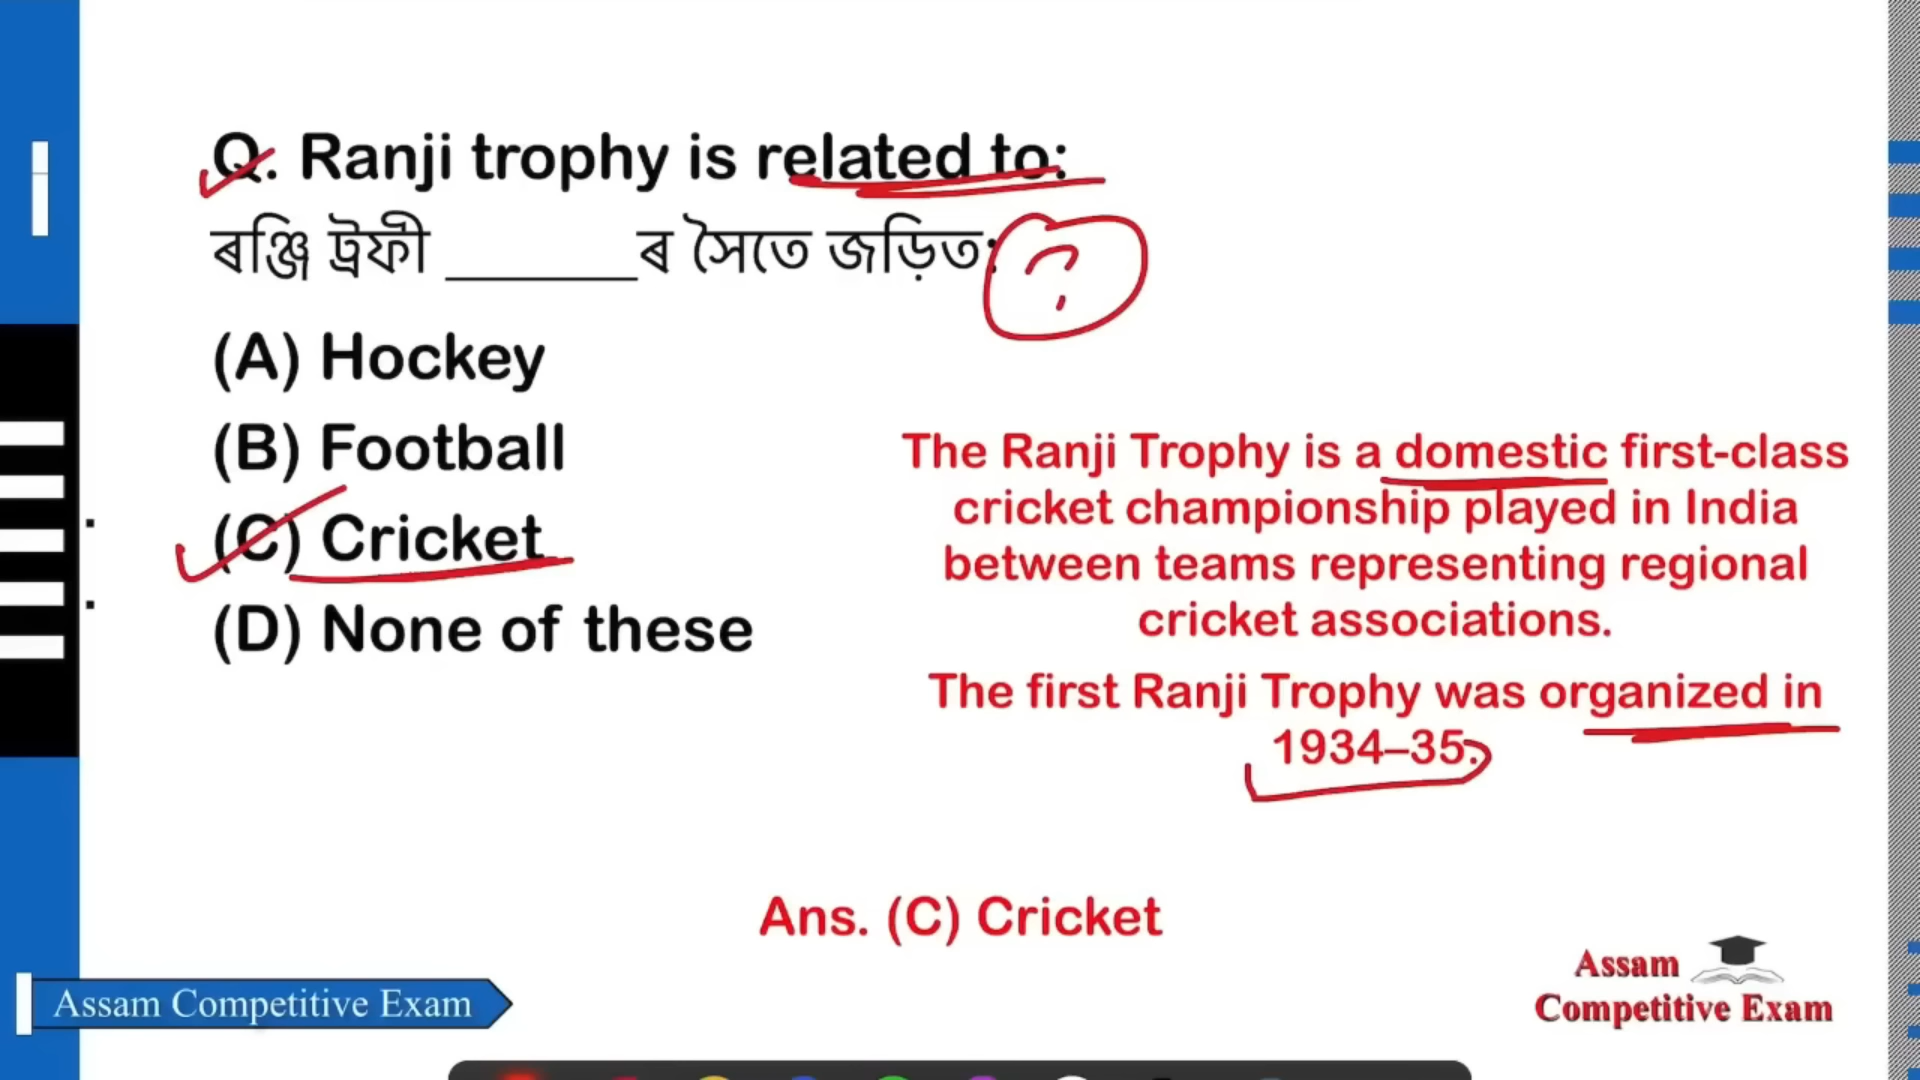 Q. Ranji trophy is related to:
ৰঞ্জি ট্ৰফী ________ৰ সৈতে জড়িত:
?
(A) Hockey
(B) Football
(C) Cricket
(D) None of these
The Ranji Trophy is a domestic first-class
cricket championship played in India
between teams representing regional
cricket associations.
The first Ranji Trophy was organized in
1934–35.
Ans. (C) Cricket
Assam Competitive Exam
Assam
Competitive Exam